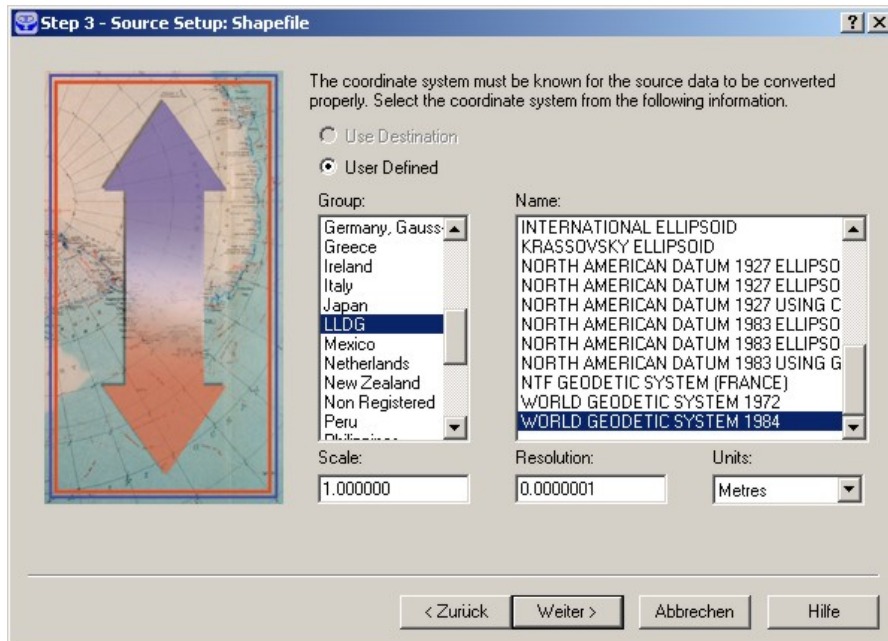 Step 3 - Source Setup: Shapefile
The coordinate system must be known for the source data to be converted
properly. Select the coordinate system from the following information.
Use Destination
User Defined
Group:
Germany, Gauss-
Greece
Ireland
Italy
Japan
LLDG
Mexico
Netherlands
New Zealand
Non Registered
Peru
Name:
INTERNATIONAL ELLIPSOID
KRASSOVSKY ELLIPSOID
NORTH AMERICAN DATUM 1927 ELLIPSO
NORTH AMERICAN DATUM 1927 ELLIPSO
NORTH AMERICAN DATUM 1927 USING C
NORTH AMERICAN DATUM 1983 ELLIPSO
NORTH AMERICAN DATUM 1983 ELLIPSO
NORTH AMERICAN DATUM 1983 USING G
NTF GEODETIC SYSTEM (FRANCE)
WORLD GEODETIC SYSTEM 1972
WORLD GEODETIC SYSTEM 1984
Scale:
1.000000
Resolution:
0.0000001
Units:
Metres
< Zurück
Weiter >
Abbrechen
Hilfe